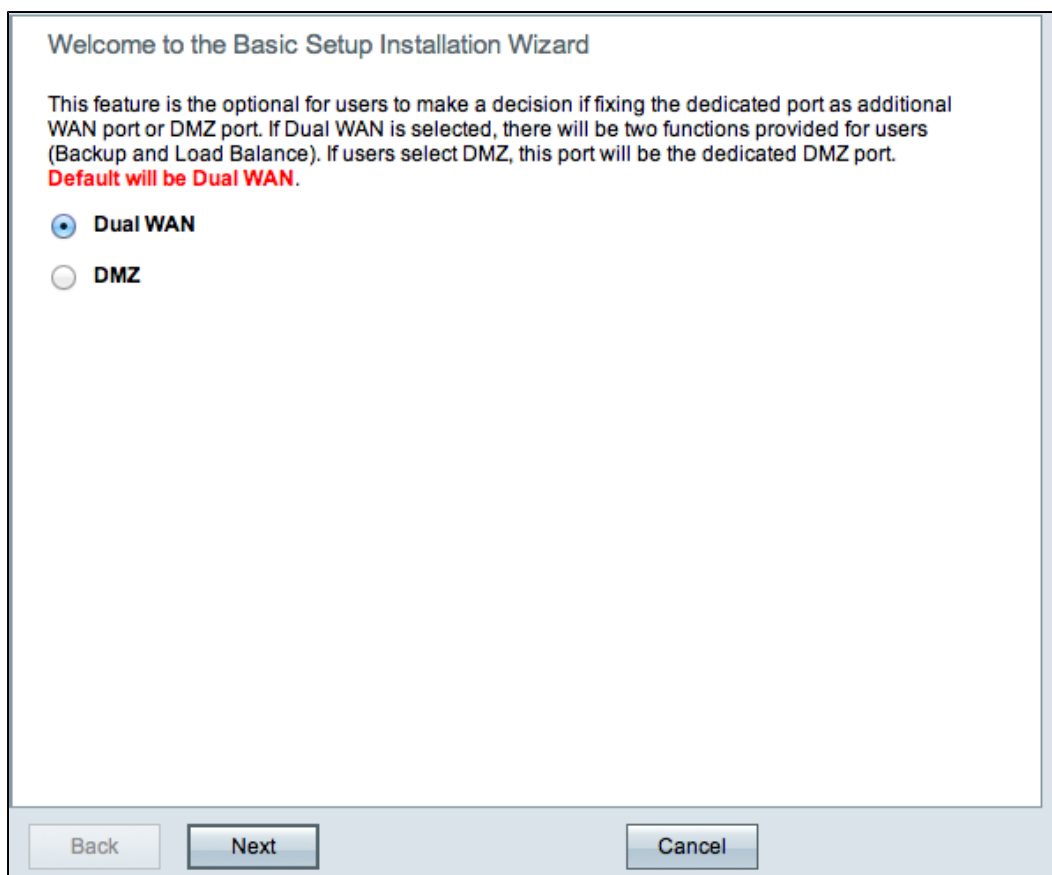 Welcome to the Basic Setup Installation Wizard
This feature is the optional for users to make a decision if fixing the dedicated port as additional
WAN port or DMZ port. If Dual WAN is selected, there will be two functions provided for users
(Backup and Load Balance). If users select DMZ, this port will be the dedicated DMZ port.
Default will be Dual WAN.
Dual WAN
DMZ
Back Next Cancel